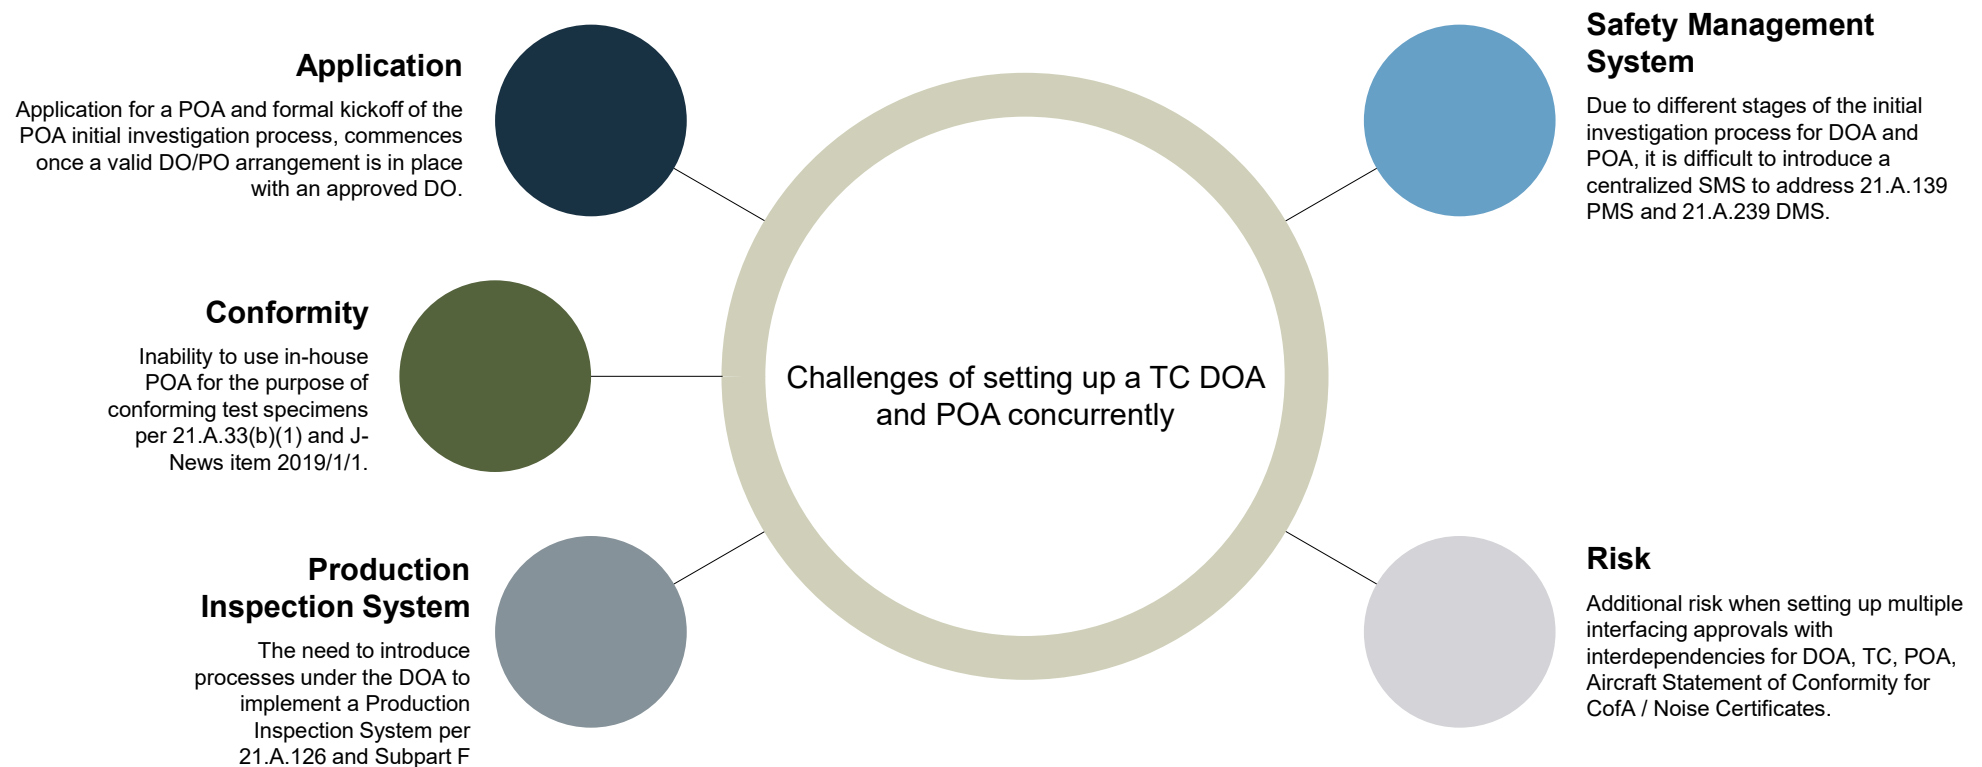 Application
Application for a POA and formal kickoff of the
POA initial investigation process, commences
once a valid DO/PO arrangement is in place
with an approved DO.
Conformity
Inability to use in-house
POA for the purpose of
conforming test specimens
per 21.A.33(b)(1) and J-
News item 2019/1/1.
Production
Inspection System
The need to introduce
processes under the DOA to
implement a Production
Inspection System per
21.A.126 and Subpart F
Challenges of setting up a TC DOA
and POA concurrently
Safety Management
System
Due to different stages of the initial
investigation process for DOA and
POA, it is difficult to introduce a
centralized SMS to address 21.A.139
PMS and 21.A.239 DMS.
Risk
Additional risk when setting up multiple
interfacing approvals with
interdependencies for DOA, TC, POA,
Aircraft Statement of Conformity for
CofA / Noise Certificates.